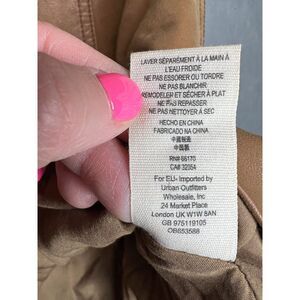 LAVER SÉPARÉMENT À LA MAIN À
L'EAU FROIDE
NE PAS ESSORER OU TORDRE
NE PAS BLANCHIR
REMODELER ET SÉCHER À PLAT
NE PAS REPASSER
NE PAS NETTOYER À SEC
HECHO EN CHINA
FABRICADO NA CHINA
中国制造
中国製
RN# 66170
CA# 32054
For EU- Imported by
Urban Outfitters
Wholesale, Inc
24 Market Place
London UK W1W 8AN
GB 975119105
OB653588